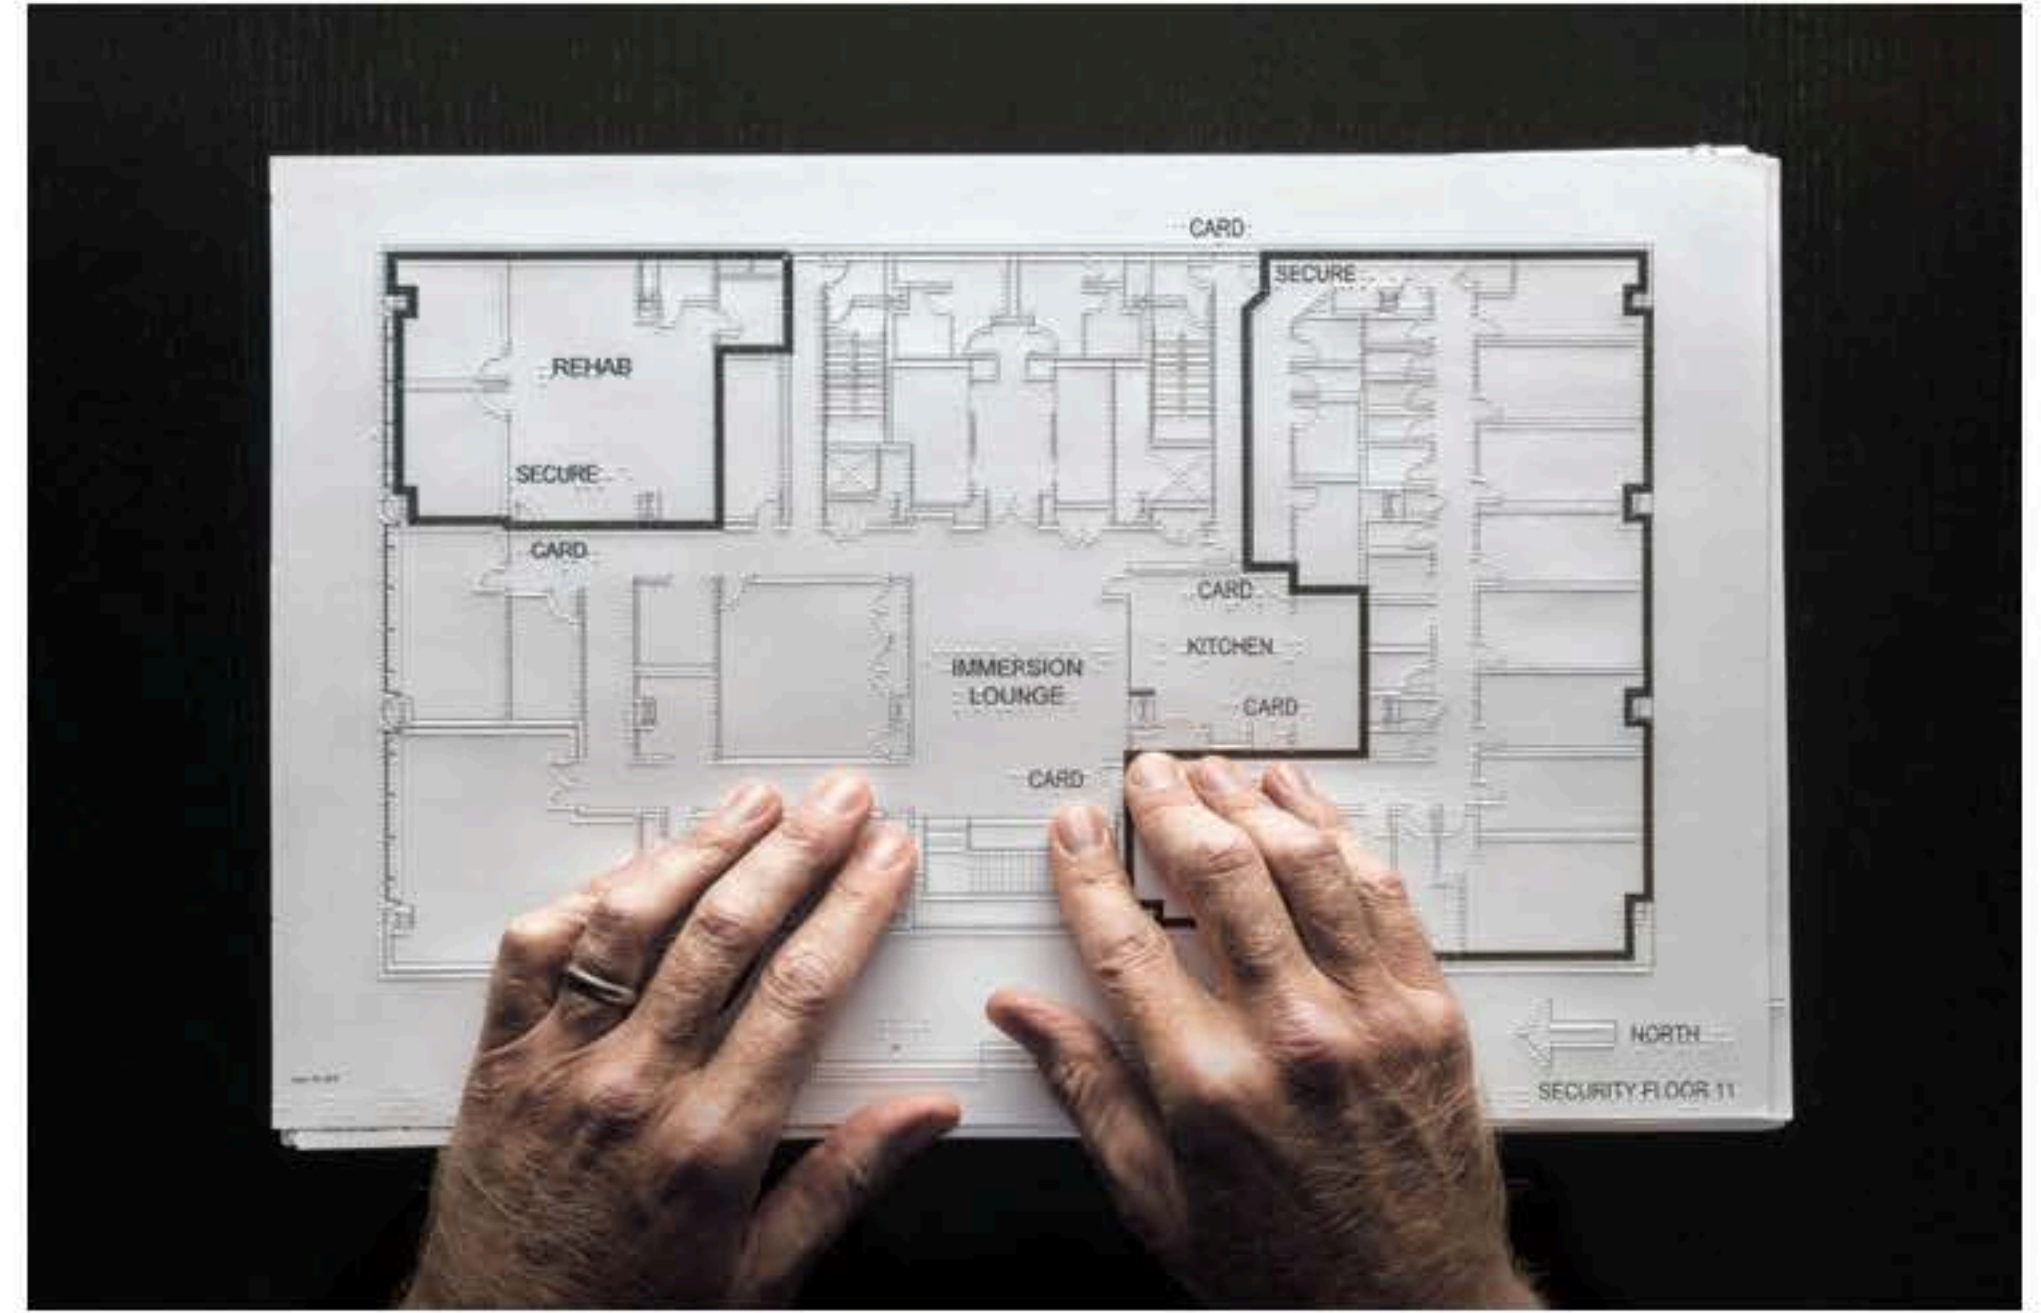 CARD
SECURE
REHAB
SECURE
CARD
CARD
KITCHEN
IMMERSION
LOUNGE
CARD
CARD
NORTH
SECURITY FLOOR 11